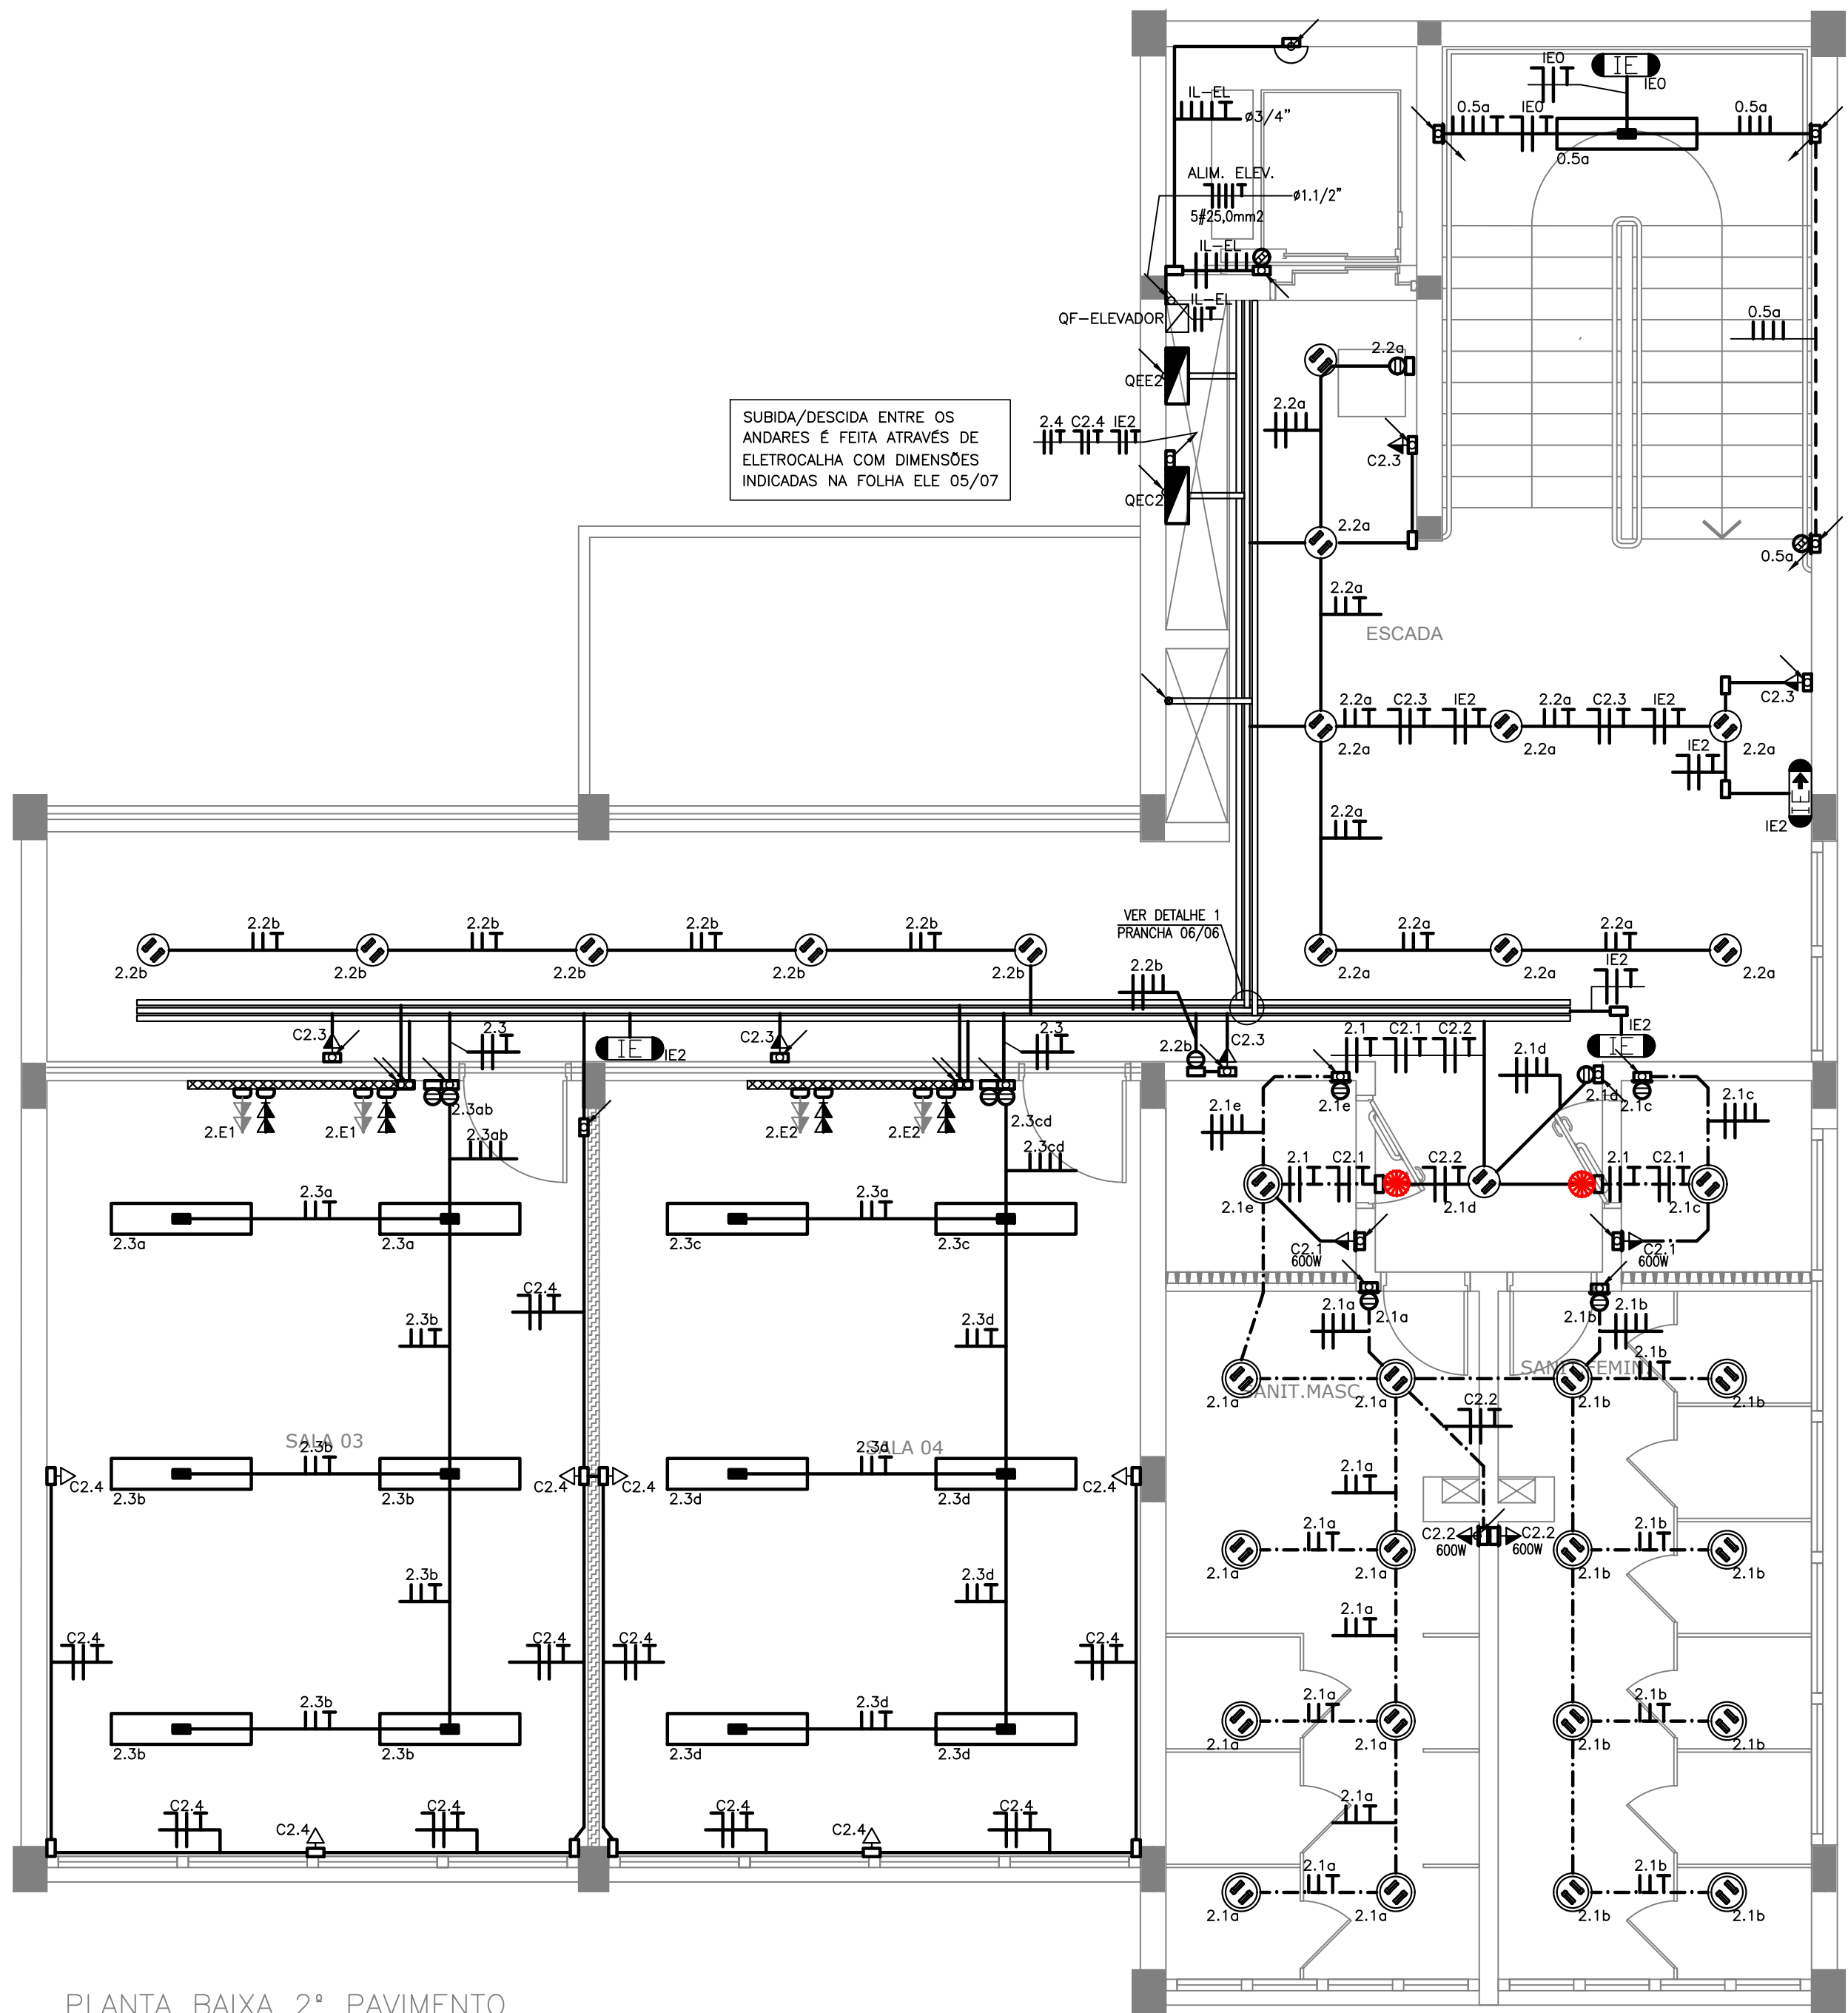 IE0
IE
IE0
IL-EL
ø3/4"
0.5a
IE0
0.5a
0.5a
ALIM. ELEV.
ø1.1/2"
5#25,0mm2
IL-EL
IL-EL
QF-ELEVADOR
0.5a
2.2a
QEE2
SUBIDA/DESCIDA ENTRE OS
ANDARES É FEITA ATRAVÉS DE
ELETROCALHA COM DIMENSÕES
INDICADAS NA FOLHA ELE 05/07
2.4 C2.4 IE2
2.2a
C2.3
QEC2
2.2a
0.5a
2.2a
ESCADA
2.2a C2.3 IE2 2.2a C2.3 IE2
C2.3
2.2a 2.2a IE2 2.2a
IE
IE2
2.2a
VER DETALHE 1
PRANCHA 06/06
2.2b 2.2b 2.2b 2.2b
2.2a 2.2a
2.2b 2.2b 2.2b 2.2b 2.2b
2.2b
2.2a 2.2a 2.2a
IE2
C2.3
2.3
IE
IE2
C2.3
2.3
2.2b
C2.3
2.1 C2.1 C2.2
2.1d
IE2
IE
2.1e
2.1d
2.1c
2.E1 2.E1
2.3ab
2.3ab
2.E2 2.E2
2.3cd
2.3cd
2.1e
2.1c
2.1 C2.1 C2.2 2.1 C2.1
2.1e 2.1d 2.1c
2.3a 2.3a
2.3a 2.3a 2.3c 2.3c
C2.1
600W
C2.1
600W
C2.4
2.3b 2.3d
2.1a 2.1a
2.1b 2.1b
2.1b
SANIT.FEMIN.
SANIT.MASC.
2.1a 2.1a 2.1b 2.1b
C2.2
SALA 03
2.3b
SALA 04
2.3d
C2.4 C2.4 C2.4 C2.4
2.3b 2.3b 2.3d 2.3d
2.1a
2.1a 2.1b
C2.2
600W
C2.2
600W
2.3b 2.3d
2.1a 2.1a 2.1b 2.1b
2.1a
C2.4 C2.4 C2.4 C2.4
2.3b 2.3d
2.1a 2.1b
2.3b 2.3b 2.3d 2.3d
2.1a 2.1a 2.1b 2.1b
C2.4 C2.4 C2.4 C2.4
C2.4 C2.4
2.1a
2.1a 2.1b
2.1a 2.1a 2.1b 2.1b
PLANTA BAIXA 2º PAVIMENTO